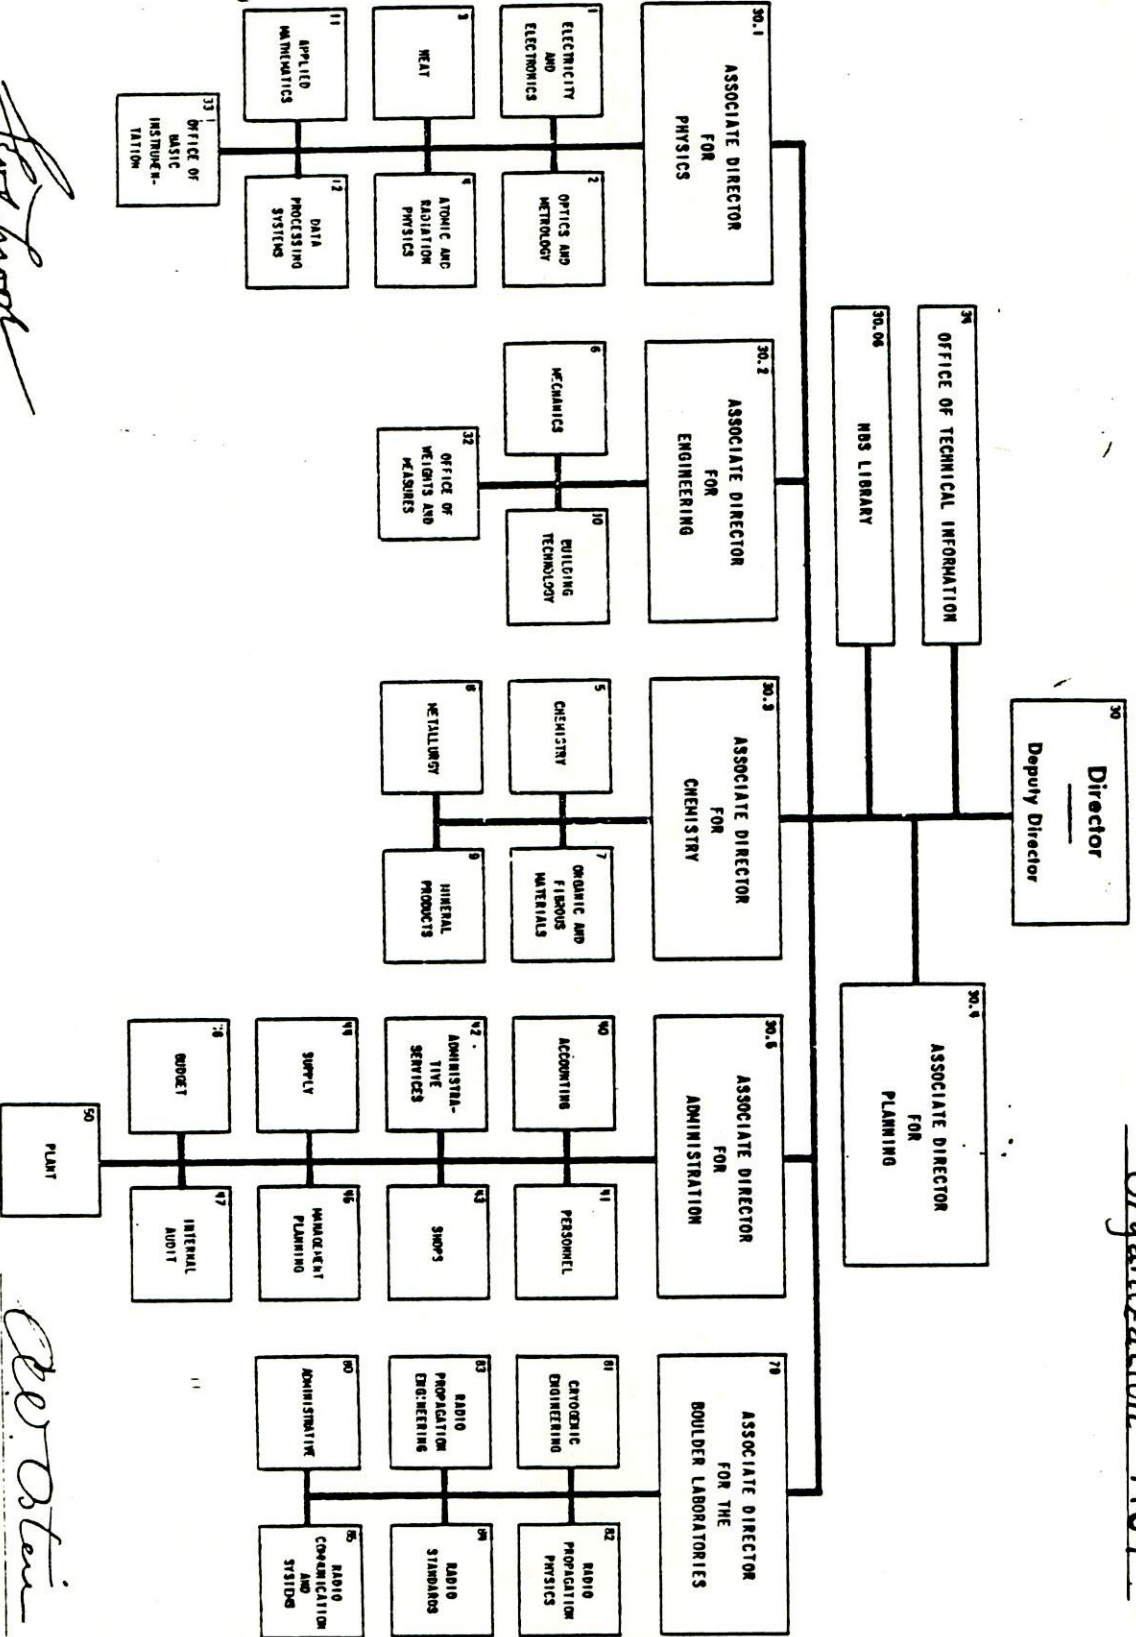 30
Director
Deputy Director
34
OFFICE OF TECHNICAL INFORMATION
30.06
NBS LIBRARY
30.4
ASSOCIATE DIRECTOR
FOR
PLANNING
30.1
ASSOCIATE DIRECTOR
FOR
PHYSICS
1
ELECTRICITY
AND
ELECTRONICS
2
OPTICS AND
METROLOGY
3
HEAT
4
ATOMIC AND
RADIATION
PHYSICS
11
APPLIED
MATHEMATICS
12
DATA
PROCESSING
SYSTEMS
33
OFFICE OF
BASIC
INSTRUMEN-
TATION
30.2
ASSOCIATE DIRECTOR
FOR
ENGINEERING
6
MECHANICS
10
BUILDING
TECHNOLOGY
32
OFFICE OF
WEIGHTS AND
MEASURES
30.3
ASSOCIATE DIRECTOR
FOR
CHEMISTRY
5
CHEMISTRY
7
ORGANIC AND
FIBROUS
MATERIALS
8
METALLURGY
9
MINERAL
PRODUCTS
ASSOCIATE DIRECTOR
FOR
ADMINISTRATION
40
ACCOUNTING
41
PERSONNEL
42
ADMINISTRA-
TIVE
SERVICES
43
SHOPS
44
SUPPLY
MANAGEMENT
PLANNING
BUDGET
47
INTERNAL
AUDIT
50
PLANT
ASSOCIATE DIRECTOR
FOR THE
BOULDER LABORATORIES
81
CRYOGENIC
ENGINEERING
82
RADIO
PROPAGATION
PHYSICS
83
RADIO
PROPAGATION
ENGINEERING
84
RADIO
STANDARDS
80
ADMINISTRATIVE
85
RADIO
COMMUNICATION
AND
SYSTEMS